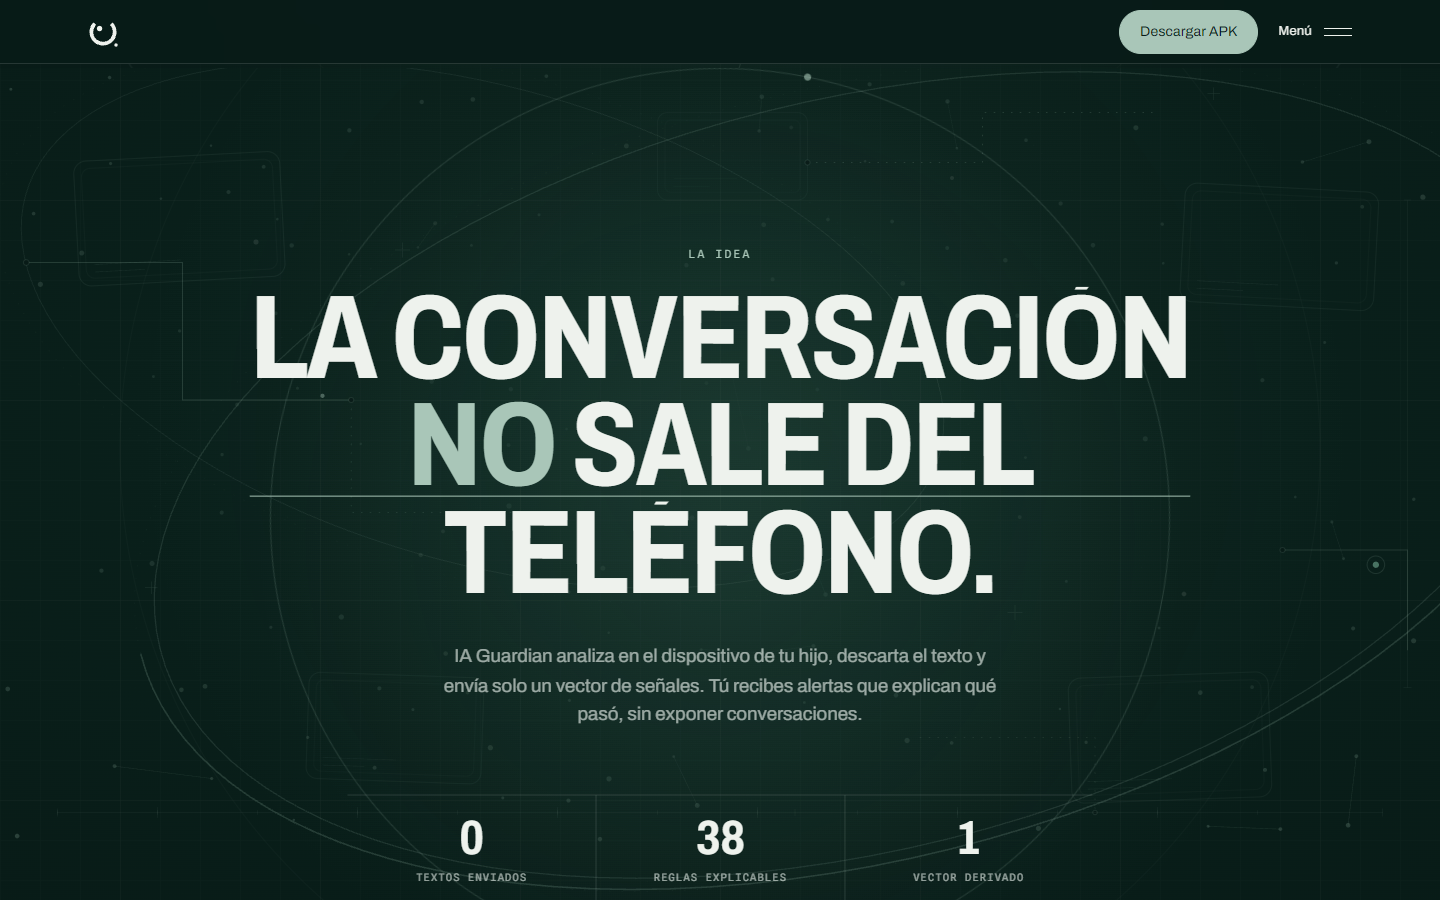 Descargar APK
Menú
LA IDEA
LA CONVERSACIÓN
NO SALE DEL
TELÉFONO.
IA Guardian analiza en el dispositivo de tu hijo, descarta el texto y
envía solo un vector de señales. Tú recibes alertas que explican qué
pasó, sin exponer conversaciones.
0
38
1
TEXTOS ENVIADOS
REGLAS EXPLICABLES
VECTOR DERIVADO